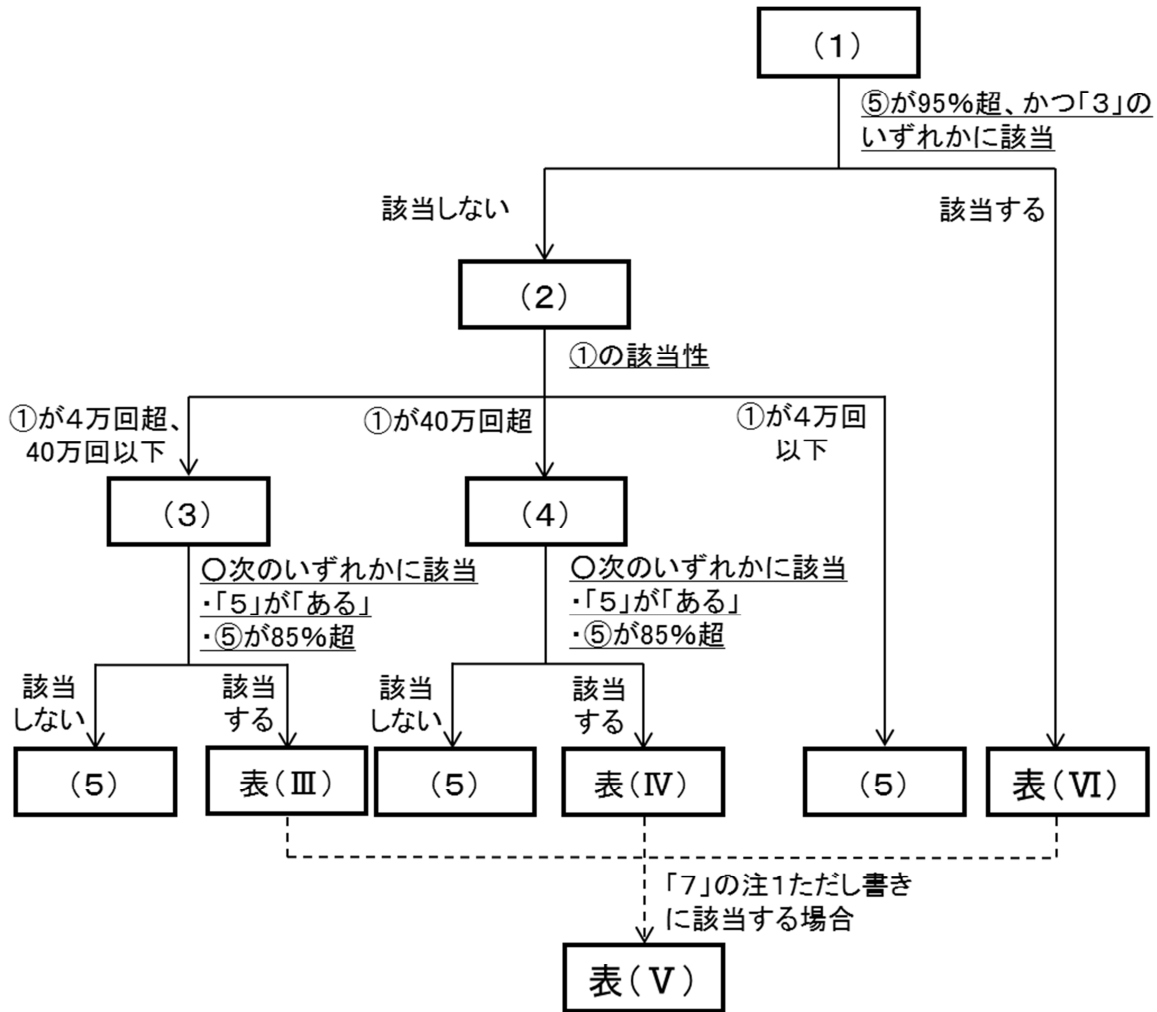 （１）
⑤が95％超、かつ「３」の
いずれかに該当
該当しない
該当する
（２）
①の該当性
①が４万回超、
40万回以下
①が40万回超
①が４万回
以下
（３）
（４）
○次のいずれかに該当
・「５」が「ある」
・⑤が85％超
○次のいずれかに該当
・「５」が「ある」
・⑤が85％超
該当
しない
該当
する
該当
しない
該当
する
（５）
表（Ⅲ）
（５）
表（Ⅳ）
（５）
表（Ⅵ）
「７」の注１ただし書き
に該当する場合
表（Ⅴ）